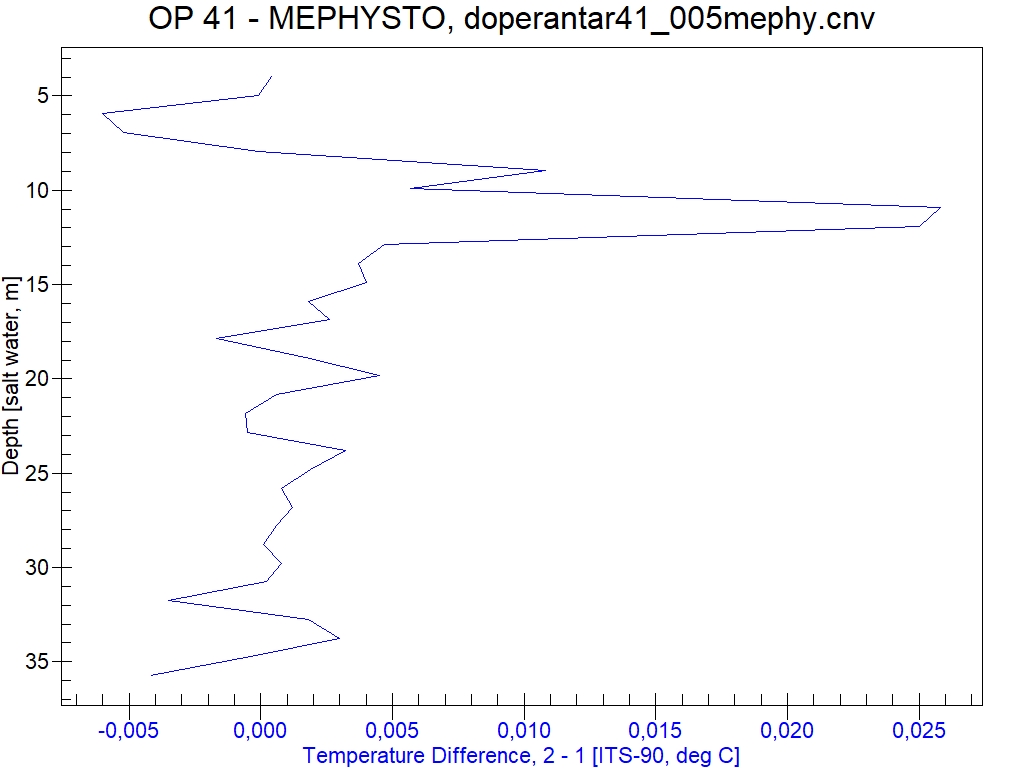 OP 41 - MEPHYSTO, doperantar41_005mephy.cnv
Depth [salt water, m]
5
10
15
20
25
30
35
-0,005 0,000 0,005 0,010 0,015 0,020 0,025
Temperature Difference, 2 - 1 [ITS-90, deg C]